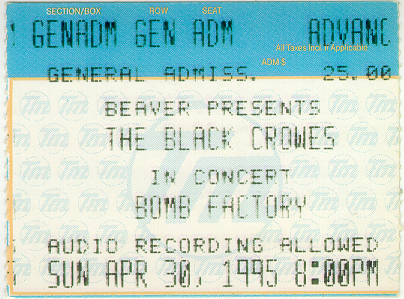 SECTION/BOX ROW SEAT
GENADM GEN ADM ADVANC
All Taxes Incl. If Applicable
ADM $
GENERAL ADMISS. 25.00
BEAVER PRESENTS
THE BLACK CROWES
IN CONCERT
BOMB FACTORY
AUDIO RECORDING ALLOWED
SUN APR 30, 1995 8:00PM